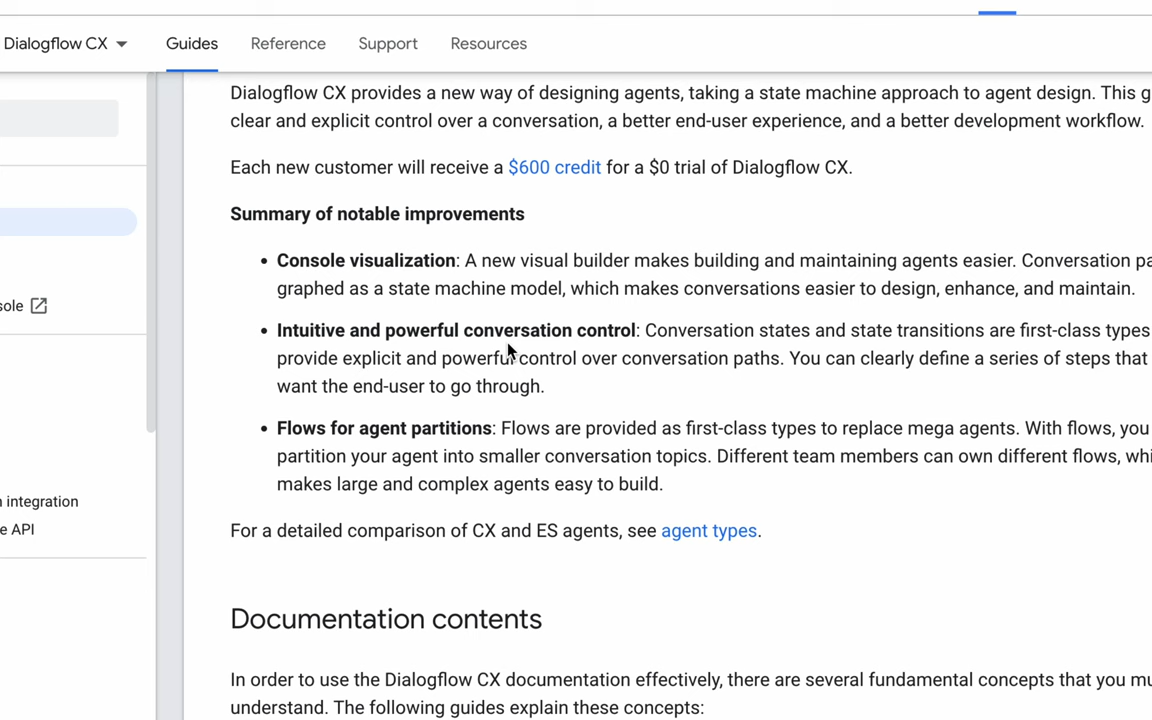 Dialogflow CX Guides Reference Support Resources
Dialogflow CX provides a new way of designing agents, taking a state machine approach to agent design. This g
clear and explicit control over a conversation, a better end-user experience, and a better development workflow.
Each new customer will receive a $600 credit for a $0 trial of Dialogflow CX.
Summary of notable improvements
• Console visualization: A new visual builder makes building and maintaining agents easier. Conversation pa
graphed as a state machine model, which makes conversations easier to design, enhance, and maintain.
sole
• Intuitive and powerful conversation control: Conversation states and state transitions are first-class types
provide explicit and powerful control over conversation paths. You can clearly define a series of steps that
want the end-user to go through.
• Flows for agent partitions: Flows are provided as first-class types to replace mega agents. With flows, you
partition your agent into smaller conversation topics. Different team members can own different flows, whi
makes large and complex agents easy to build.
n integration
e API
For a detailed comparison of CX and ES agents, see agent types.
Documentation contents
In order to use the Dialogflow CX documentation effectively, there are several fundamental concepts that you mu
understand. The following guides explain these concepts: